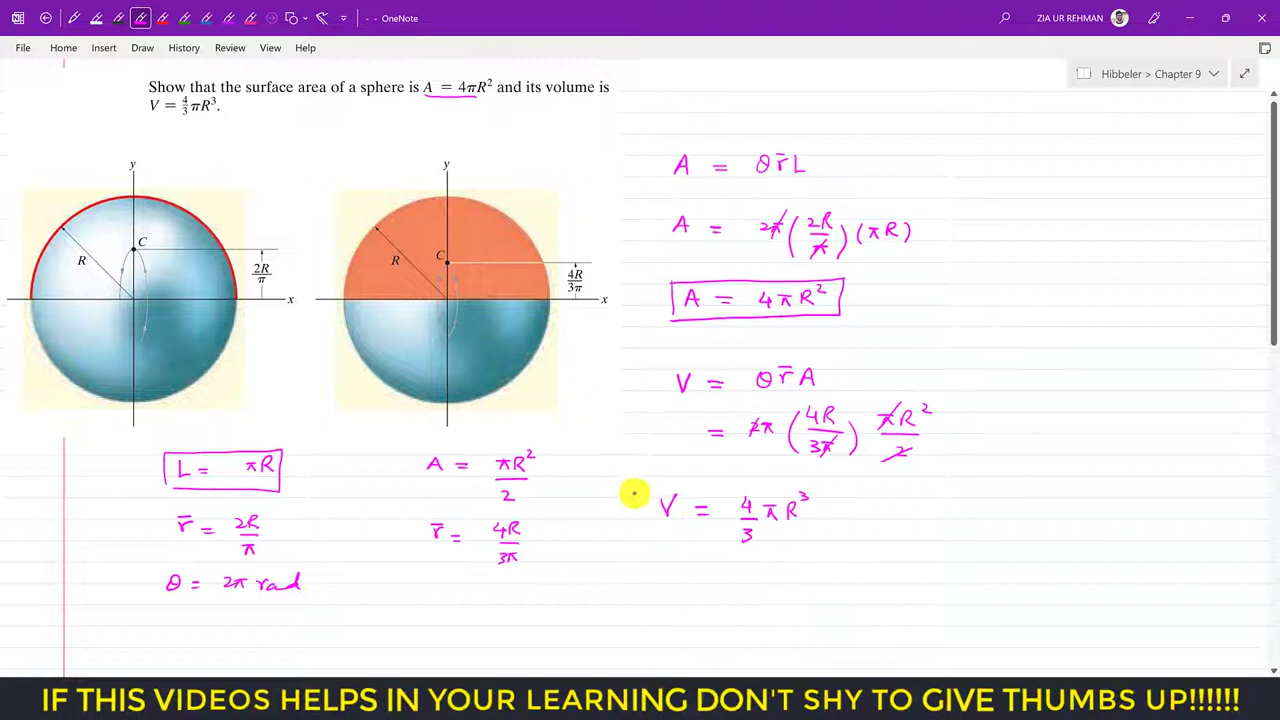 - - OneNote
ZIA UR REHMAN
File Home Insert Draw History Review View Help
Hibbeler > Chapter 9
Show that the surface area of a sphere is A = 4πR² and its volume is
V = 4/3 πR³.
y
C
R
2R/π
x
y
C
R
4R/3π
x
L = πR
r̄ = 2R/π
θ = 2π rad
A = πR²/2
r̄ = 4R/3π
A = θ r̄ L
A = 2π (2R/π) (πR)
A = 4πR²
V = θ r̄ A
= 2π (4R/3π) πR²/2
V = 4/3 πR³
IF THIS VIDEOS HELPS IN YOUR LEARNING DON'T SHY TO GIVE THUMBS UP!!!!!!